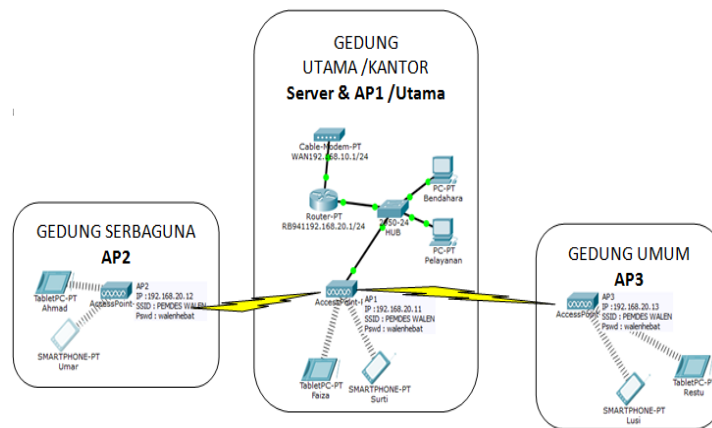 GEDUNG
UTAMA /KANTOR
Server & AP1 /Utama
Cable-Modem-PT
WAN192.168.10.1/24
Router-PT
RB941192.168.20.1/24
2950-24
HUB
PC-PT
Bendahara
PC-PT
Pelayanan
AccessPoint-
AP1
IP :192.168.20.11
SSID : PEMDES WALEN
Pswd : walenhebat
TabletPC-PT
Faiza
SMARTPHONE-PT
Surti
GEDUNG SERBAGUNA
AP2
TabletPC-PT
Ahmad
AccessPoint-
AP2
IP :192.168.20.12
SSID : PEMDES WALEN
Pswd : walenhebat
SMARTPHONE-PT
Umar
GEDUNG UMUM
AP3
AccessPoint
AP3
IP :192.168.20.13
SSID : PEMDES WALEN
Pswd : walenhebat
TabletPC-PT
Restu
SMARTPHONE-PT
Lusi